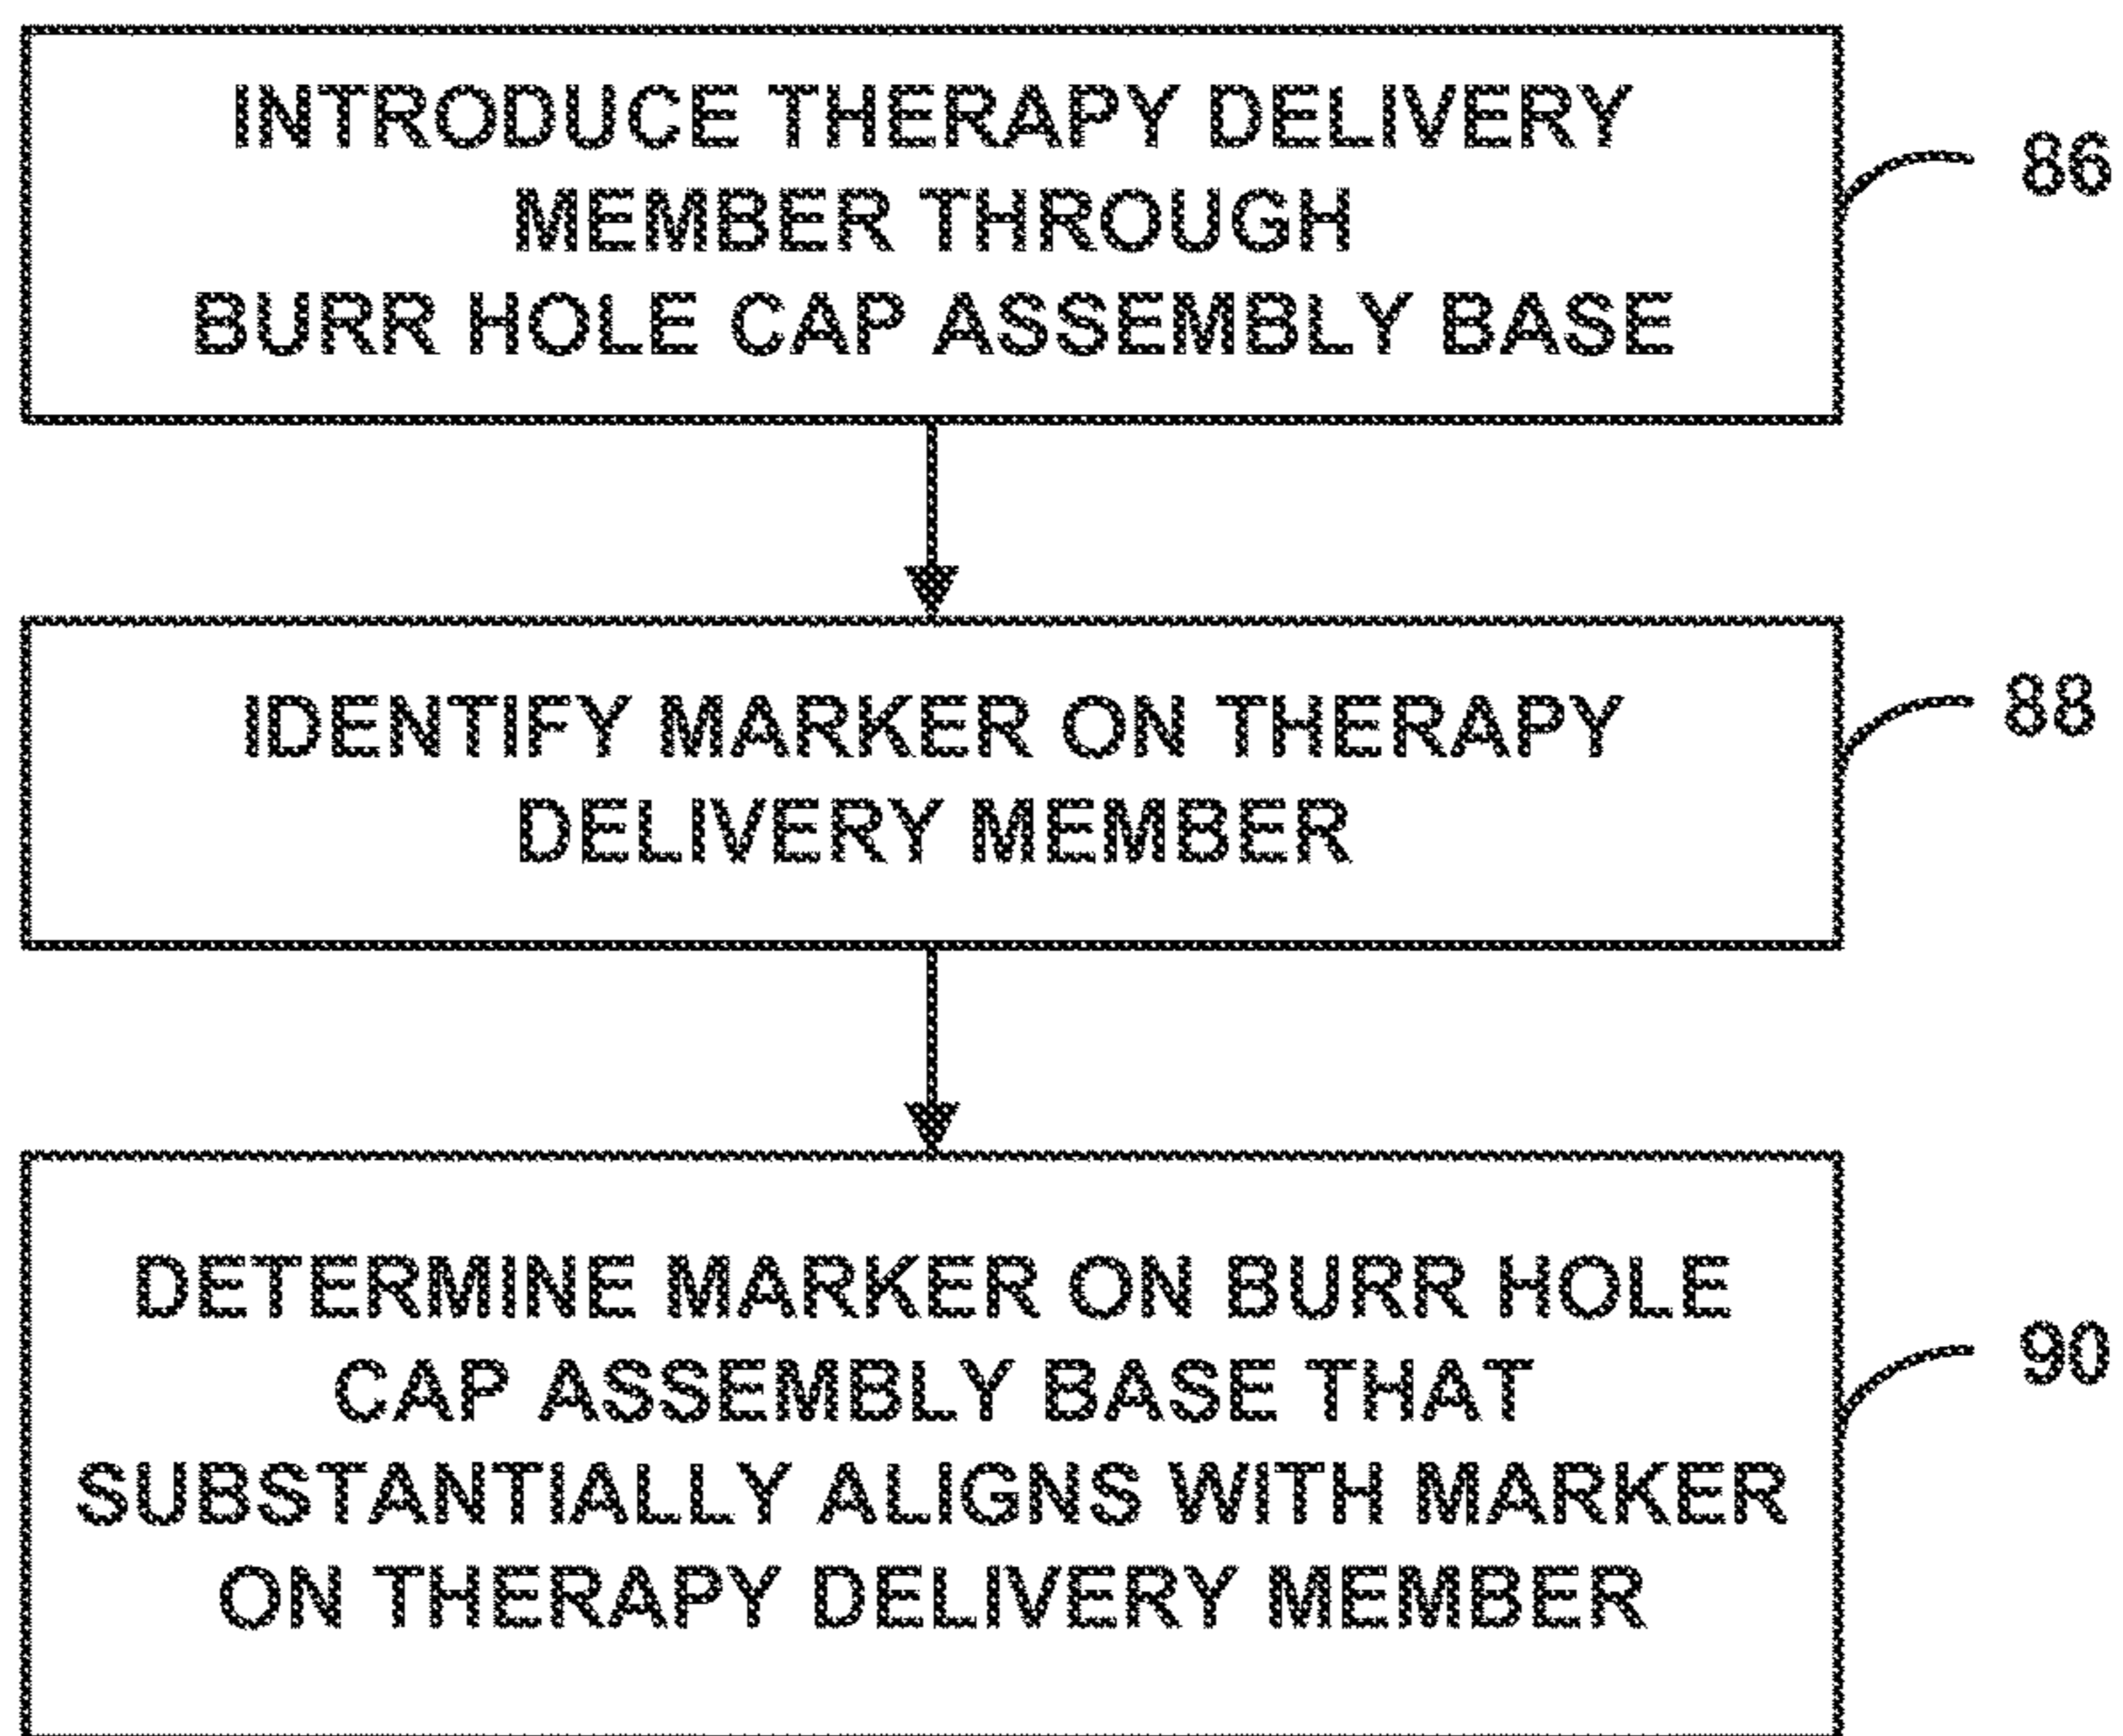 INTRODUCE THERAPY DELIVERY
MEMBER THROUGH
BURR HOLE CAP ASSEMBLY BASE
86
IDENTIFY MARKER ON THERAPY
DELIVERY MEMBER
88
DETERMINE MARKER ON BURR HOLE
CAP ASSEMBLY BASE THAT
SUBSTANTIALLY ALIGNS WITH MARKER
ON THERAPY DELIVERY MEMBER
90